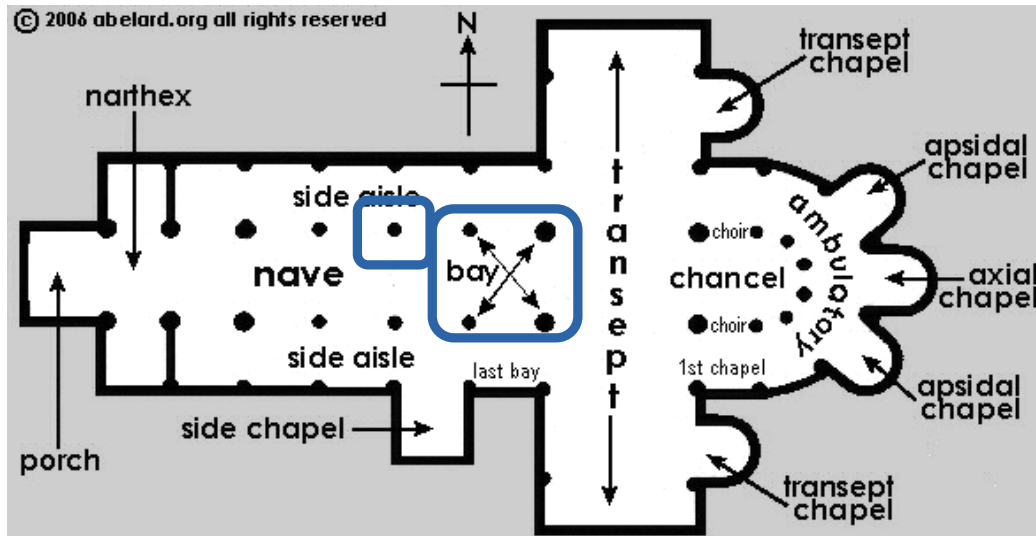 © 2006 abelard.org all rights reserved
N
transept
chapel
narthex
apsidal
chapel
side aisle
transept
choir
ambulatory
nave
bay
chancel
axial
chapel
side aisle
choir
last bay
1st chapel
apsidal
chapel
side chapel
porch
transept
chapel